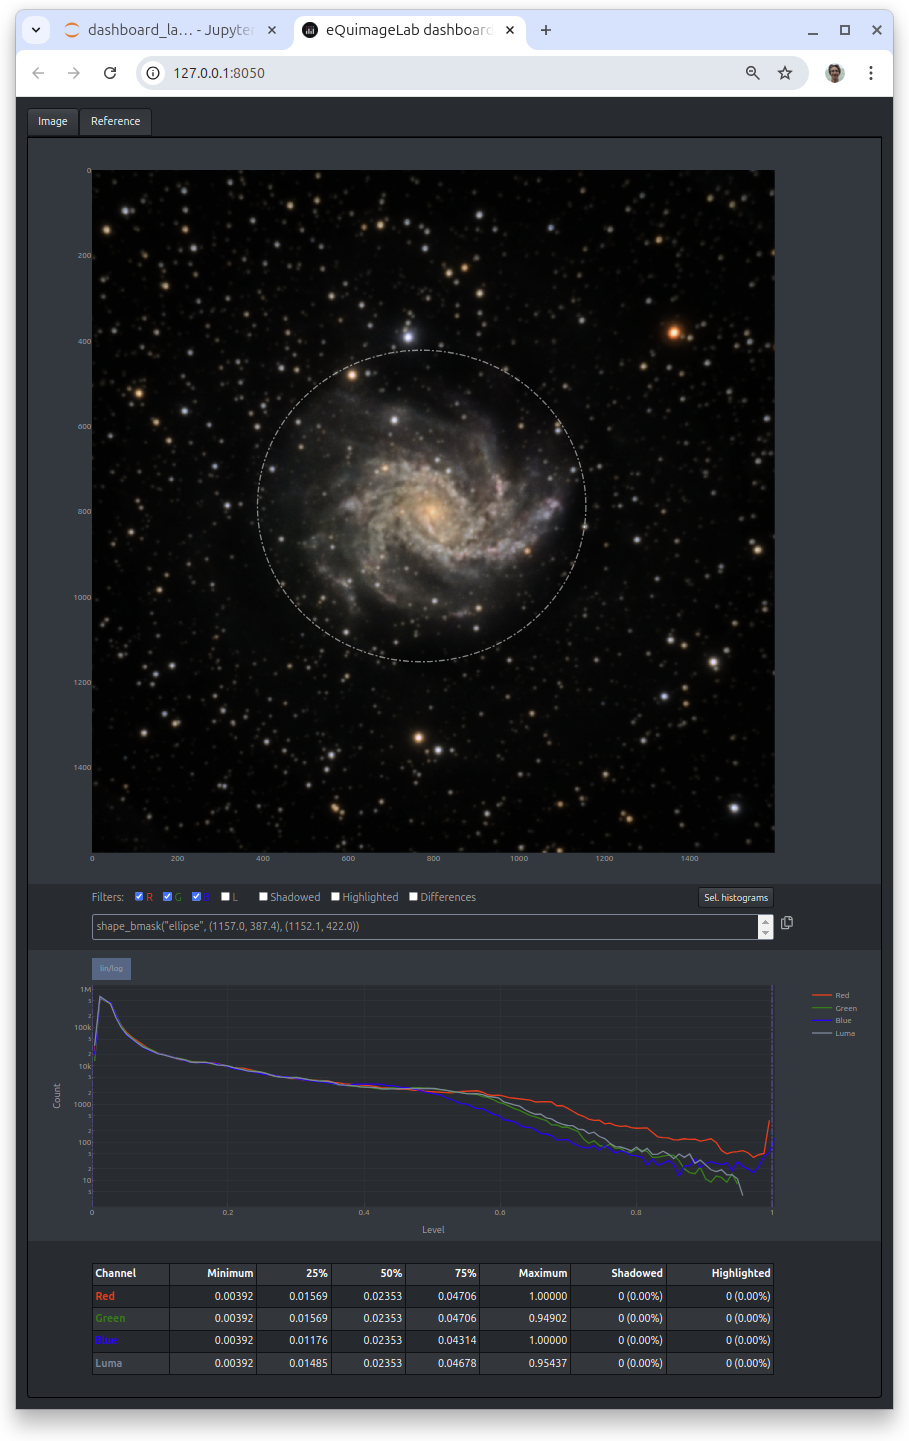 dashboard_la… - Jupyter
eQuimageLab dashboard
127.0.0.1:8050
Image Reference
0
200
400
600
800
1000
1200
1400
0 200 400 600 800 1000 1200 1400
Filters: R G B L Shadowed Highlighted Differences Sel. histograms
shape_bmask("ellipse", (1157.0, 387.4), (1152.1, 422.0))
lin/log
1M
5
2
100k
5
2
10k
5
2
1000
5
2
100
5
2
10
5
Count
0 0.2 0.4 0.6 0.8 1
Level
Red
Green
Blue
Luma
Channel Minimum 25% 50% 75% Maximum Shadowed Highlighted
Red 0.00392 0.01569 0.02353 0.04706 1.00000 0 (0.00%) 0 (0.00%)
Green 0.00392 0.01569 0.02353 0.04706 0.94902 0 (0.00%) 0 (0.00%)
Blue 0.00392 0.01176 0.02353 0.04314 1.00000 0 (0.00%) 0 (0.00%)
Luma 0.00392 0.01485 0.02353 0.04678 0.95437 0 (0.00%) 0 (0.00%)